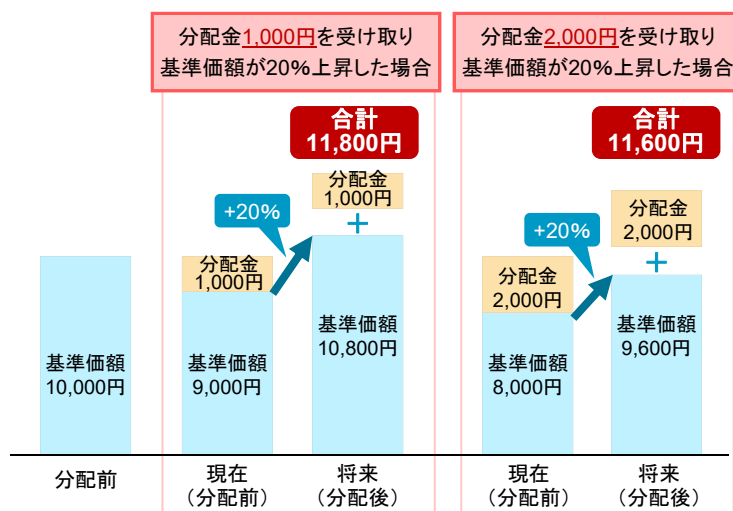 分配金1,000円を受け取り
基準価額が20%上昇した場合
分配金2,000円を受け取り
基準価額が20%上昇した場合
合計
11,800円
合計
11,600円
分配金
1,000円
+20%
+
分配金
1,000円
基準価額
10,800円
基準価額
10,000円
基準価額
9,000円
分配金
2,000円
+20%
+
分配金
2,000円
基準価額
9,600円
基準価額
8,000円
分配前
現在
（分配前）
将来
（分配後）
現在
（分配前）
将来
（分配後）